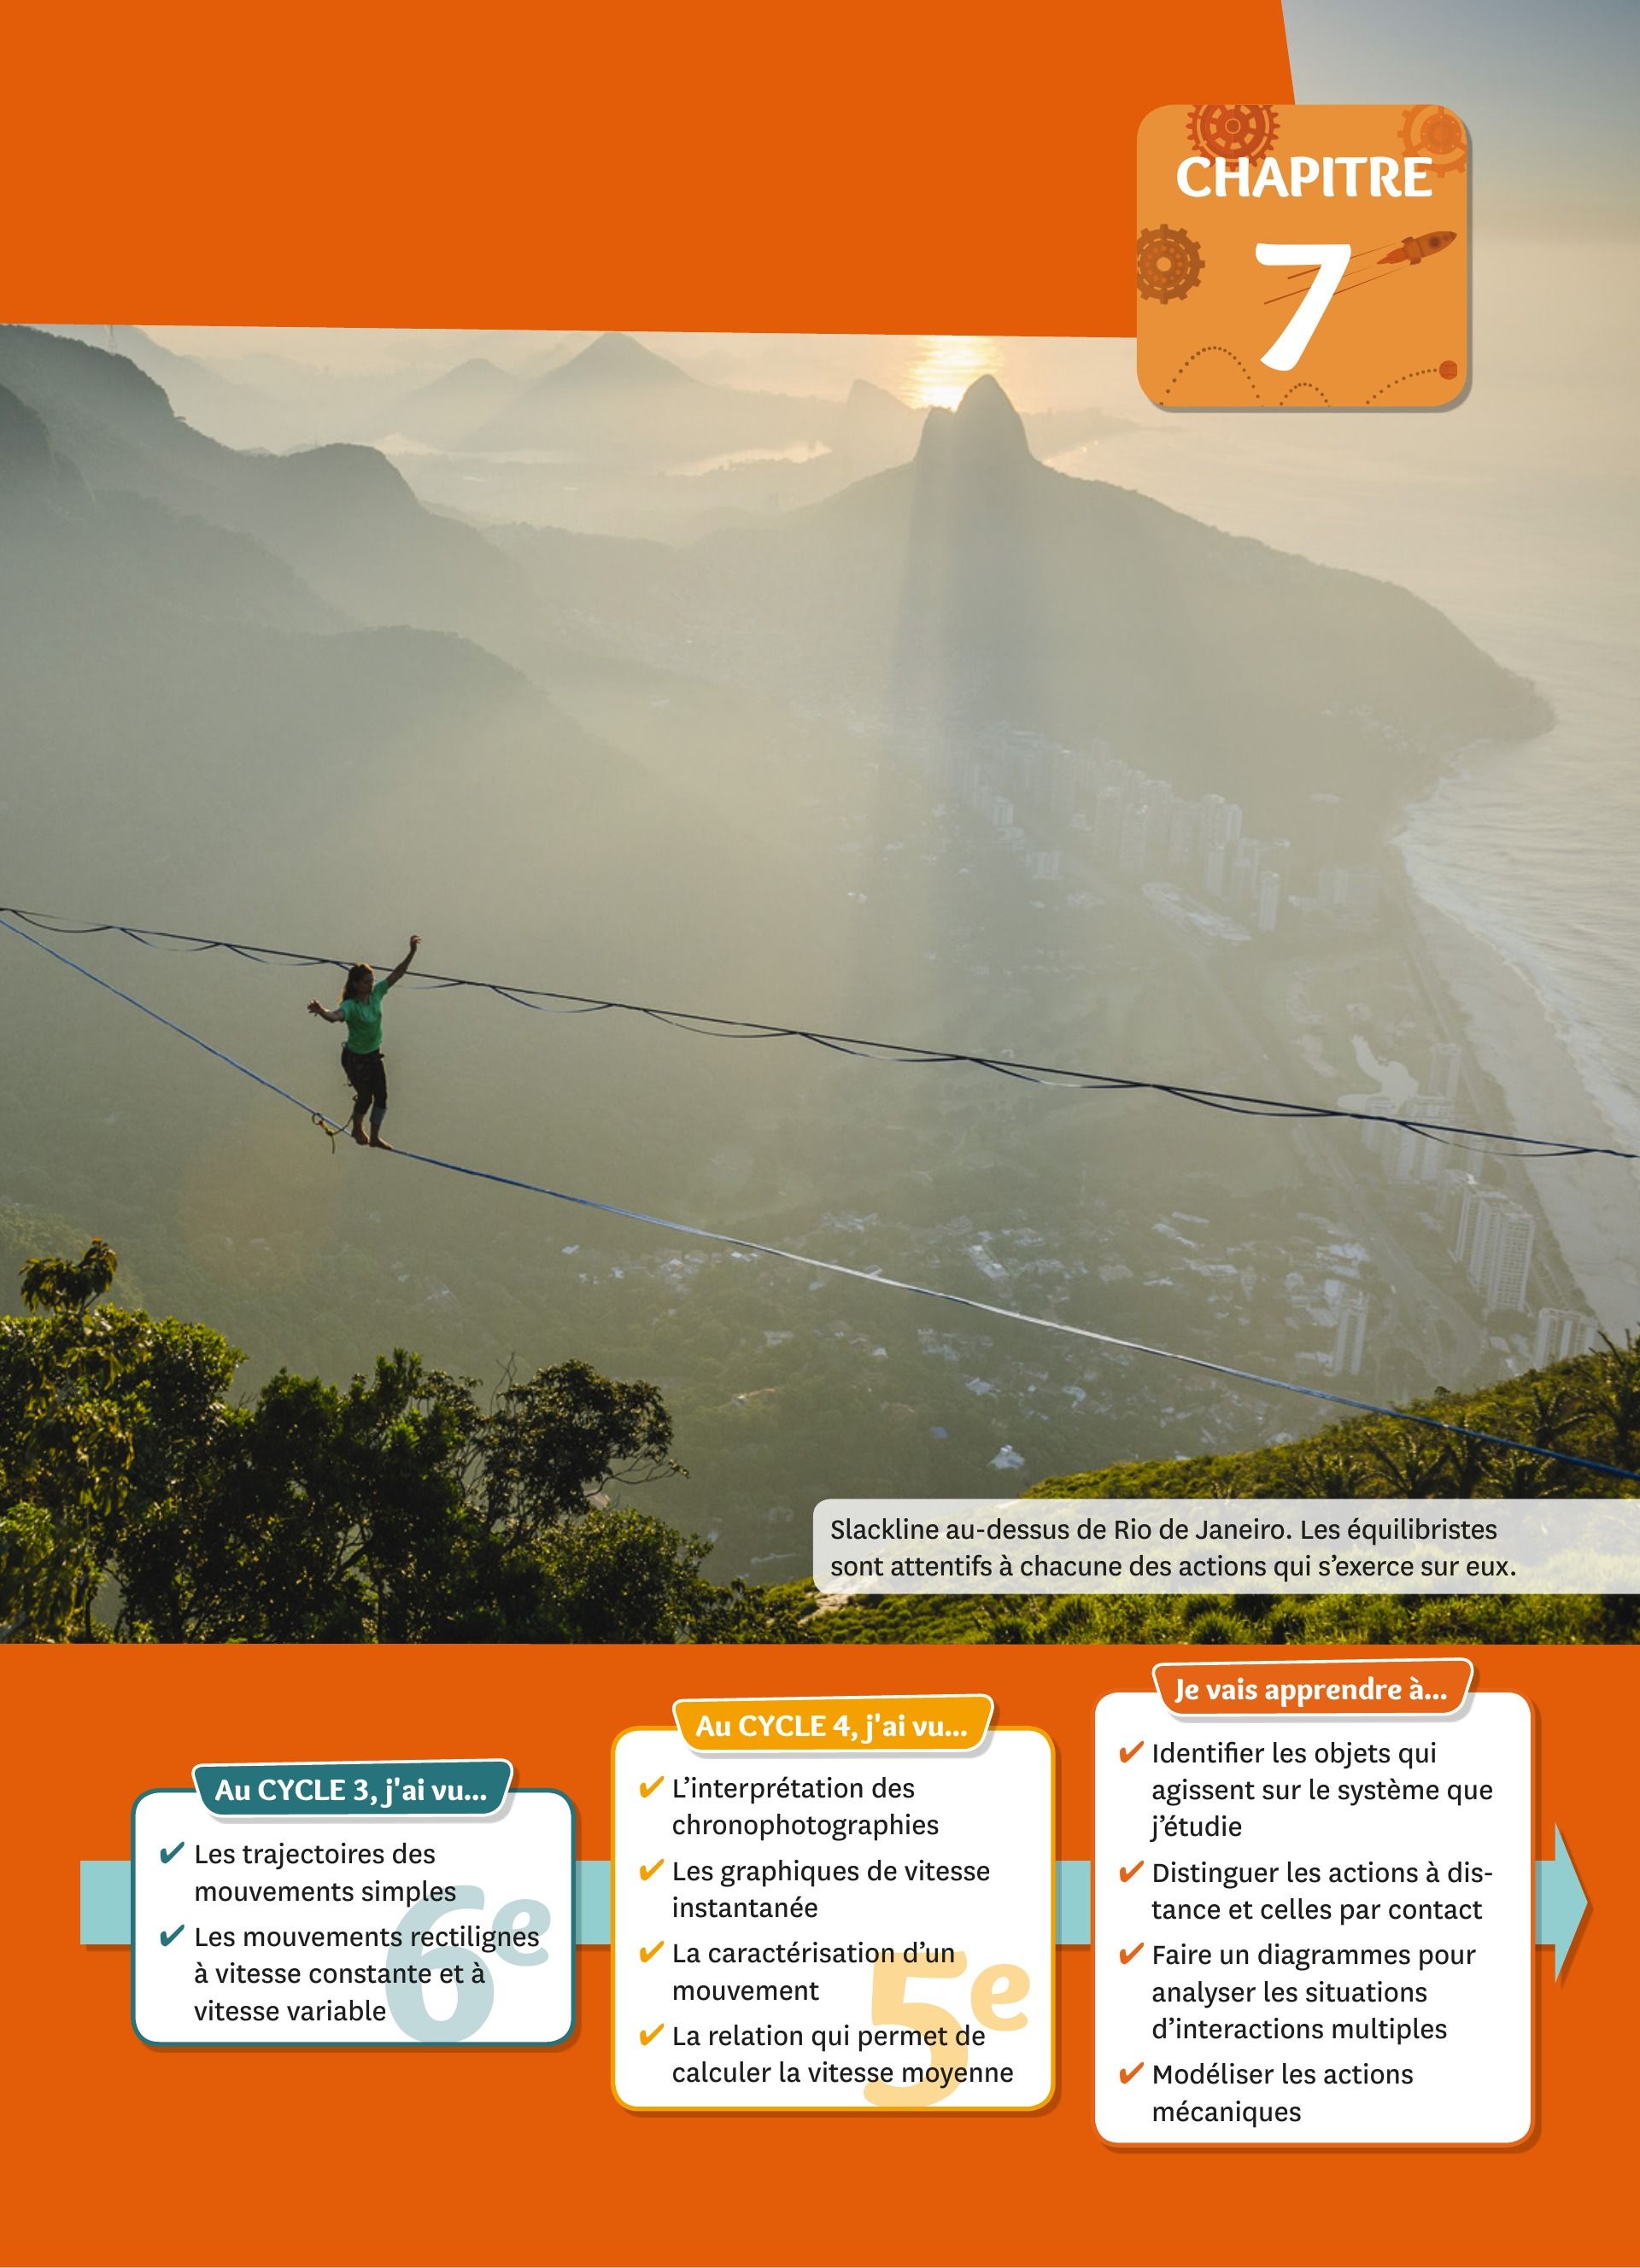 CHAPITRE
7
Slackline au-dessus de Rio de Janeiro. Les équilibristes
sont attentifs à chacune des actions qui s’exerce sur eux.
Au CYCLE 3, j'ai vu...
✔ Les trajectoires des
mouvements simples
✔ Les mouvements rectilignes
à vitesse constante et à
vitesse variable
6e
Au CYCLE 4, j'ai vu...
✔ L’interprétation des
chronophotographies
✔ Les graphiques de vitesse
instantanée
✔ La caractérisation d’un
mouvement
✔ La relation qui permet de
calculer la vitesse moyenne
5e
Je vais apprendre à...
✔ Identifier les objets qui
agissent sur le système que
j’étudie
✔ Distinguer les actions à dis-
tance et celles par contact
✔ Faire un diagrammes pour
analyser les situations
d’interactions multiples
✔ Modéliser les actions
mécaniques